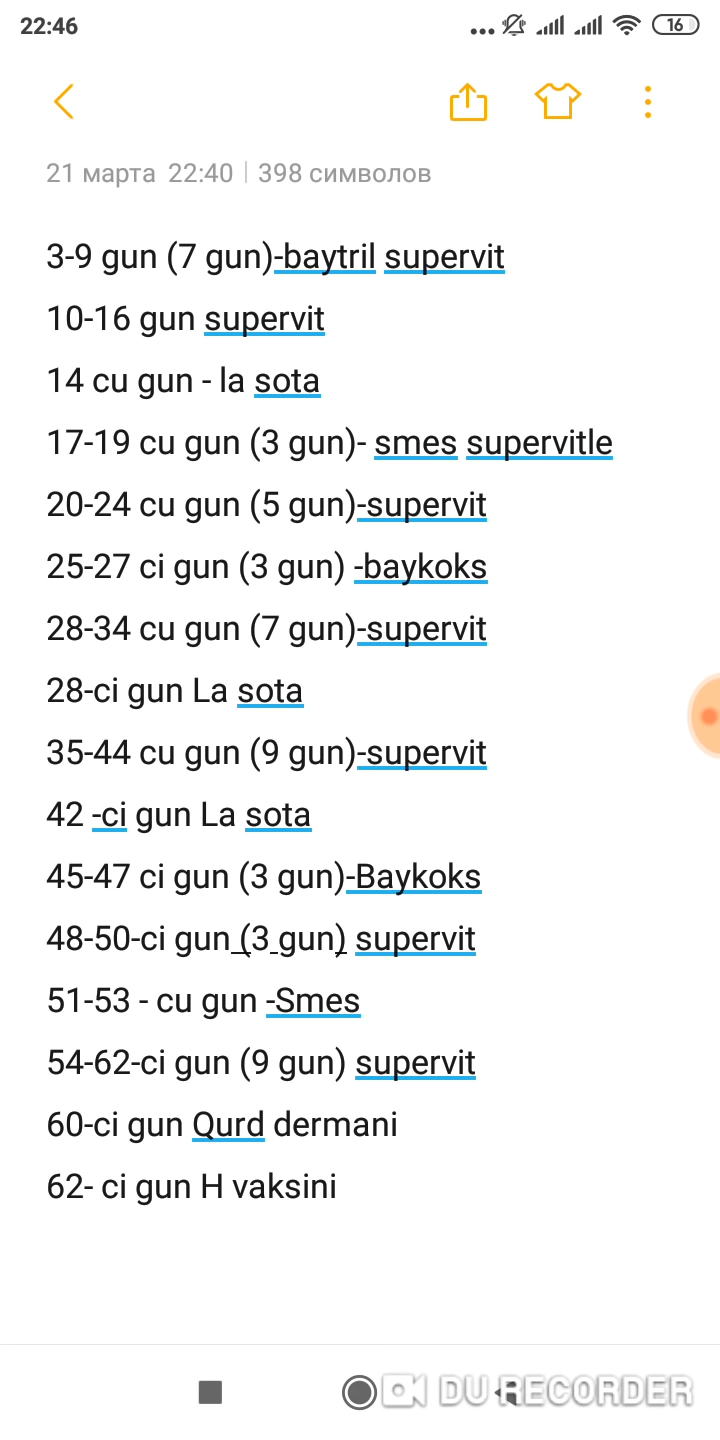 22:46
16
21 марта 22:40 | 398 символов
3-9 gun (7 gun)-baytril supervit
10-16 gun supervit
14 cu gun - la sota
17-19 cu gun (3 gun)- smes supervitle
20-24 cu gun (5 gun)-supervit
25-27 ci gun (3 gun) -baykoks
28-34 cu gun (7 gun)-supervit
28-ci gun La sota
35-44 cu gun (9 gun)-supervit
42 -ci gun La sota
45-47 ci gun (3 gun)-Baykoks
48-50-ci gun (3 gun) supervit
51-53 - cu gun -Smes
54-62-ci gun (9 gun) supervit
60-ci gun Qurd dermani
62- ci gun H vaksini
DU RECORDER